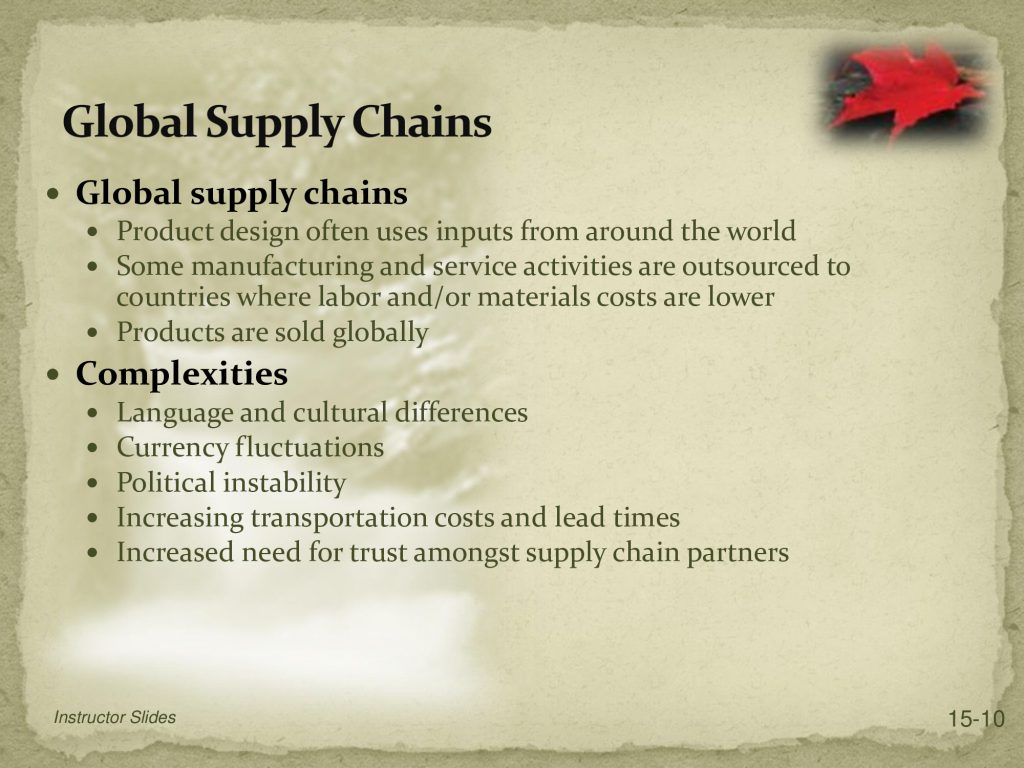 Global Supply Chains
• Global supply chains
• Product design often uses inputs from around the world
• Some manufacturing and service activities are outsourced to
countries where labor and/or materials costs are lower
• Products are sold globally
• Complexities
• Language and cultural differences
• Currency fluctuations
• Political instability
• Increasing transportation costs and lead times
• Increased need for trust amongst supply chain partners
Instructor Slides
15-10